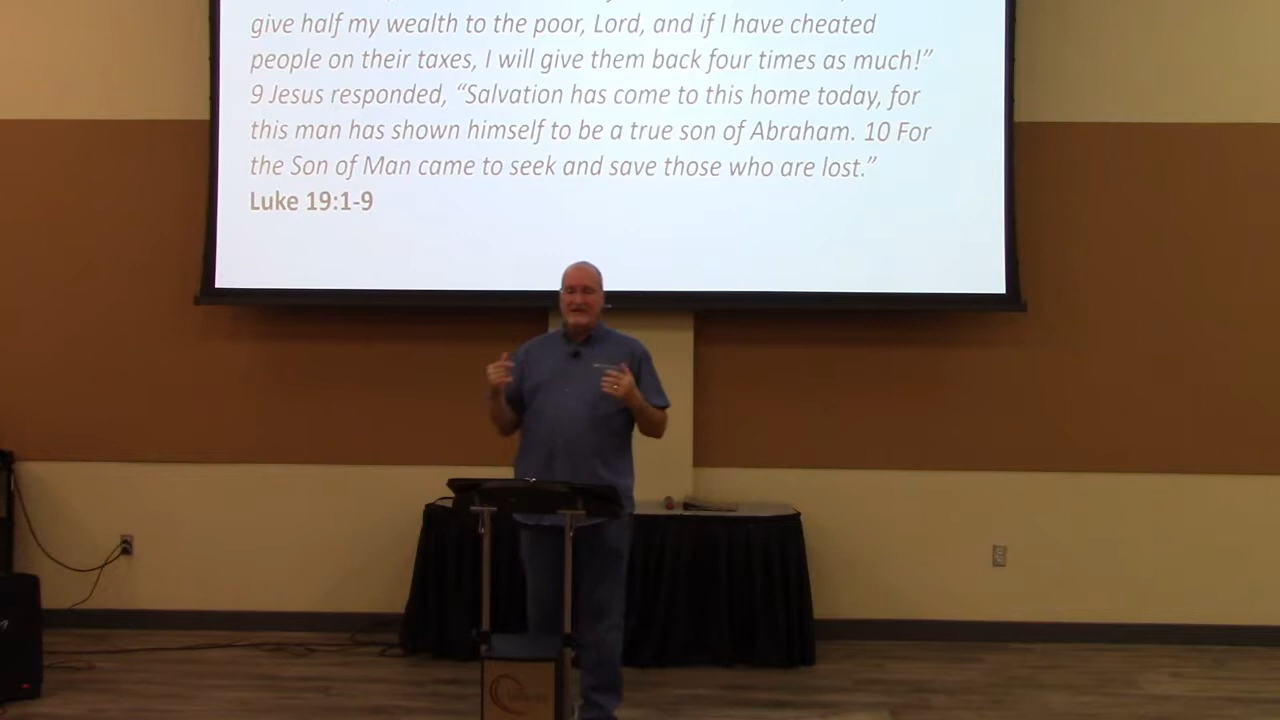 give half my wealth to the poor, Lord, and if I have cheated
people on their taxes, I will give them back four times as much!”
9 Jesus responded, “Salvation has come to this home today, for
this man has shown himself to be a true son of Abraham. 10 For
the Son of Man came to seek and save those who are lost.”
Luke 19:1-9